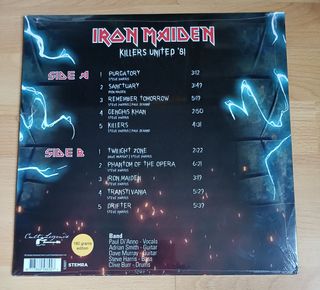 IRON MAIDEN
KILLERS UNITED '81
SIDE A
1 PURGATORY 3:12
STEVE HARRIS
2 SANCTUARY 3:47
IRON MAIDEN
3 REMEMBER TOMORROW 5:19
STEVE HARRIS | PAUL DI'ANNO
4 GENGHIS KHAN 2:50
STEVE HARRIS
5 KILLERS 4:31
STEVE HARRIS | PAUL DI'ANNO
SIDE B
1 TWILIGHT ZONE 2:22
DAVE MURRAY | STEVE HARRIS
2 PHANTOM OF THE OPERA 6:21
STEVE HARRIS
3 IRON MAIDEN 3:19
STEVE HARRIS
4 TRANSYLVANIA 5:27
STEVE HARRIS
5 DRIFTER 5:37
STEVE HARRIS
Cult Legends
180 grams
edition
STEMRA
Band
Paul Di'Anno - Vocals
Adrian Smith - Guitar
Dave Murray - Guitar
Steve Harris - Bass
Clive Burr - Drums